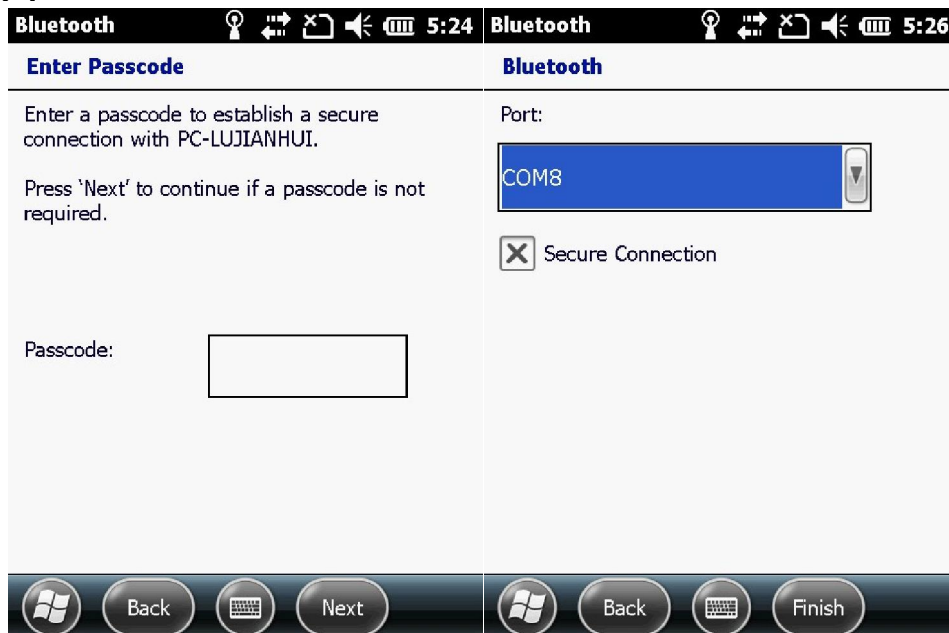 Bluetooth 5:24
Enter Passcode
Enter a passcode to establish a secure
connection with PC-LUJIANHUI.
Press `Next' to continue if a passcode is not
required.
Passcode:
Back Next
Bluetooth 5:26
Bluetooth
Port:
COM8
Secure Connection
Back Finish